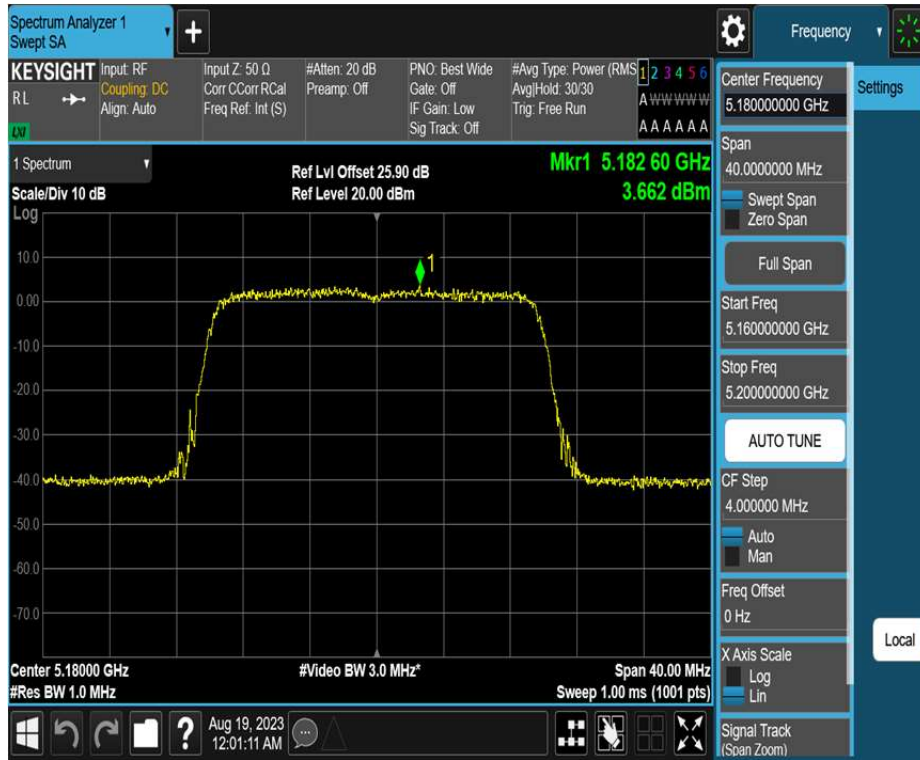 Spectrum Analyzer 1
Swept SA
+
Frequency
KEYSIGHT
RL
LXI
Input: RF
Coupling: DC
Align: Auto
Input Z: 50 Ω
Corr CCorr RCal
Freq Ref: Int (S)
#Atten: 20 dB
Preamp: Off
PNO: Best Wide
Gate: Off
IF Gain: Low
Sig Track: Off
#Avg Type: Power (RMS
Avg|Hold: 30/30
Trig: Free Run
1 2 3 4 5 6
A W W W W W
A A A A A A
1 Spectrum
Scale/Div 10 dB
Log
Ref Lvl Offset 25.90 dB
Ref Level 20.00 dBm
Mkr1 5.182 60 GHz
3.662 dBm
10.0
0.00
-10.0
-20.0
-30.0
-40.0
-50.0
-60.0
-70.0
1
Center 5.18000 GHz
#Res BW 1.0 MHz
#Video BW 3.0 MHz*
Span 40.00 MHz
Sweep 1.00 ms (1001 pts)
?
Aug 19, 2023
12:01:11 AM
Center Frequency
5.18000000 GHz
Span
40.0000000 MHz
Swept Span
Zero Span
Full Span
Start Freq
5.160000000 GHz
Stop Freq
5.200000000 GHz
AUTO TUNE
CF Step
4.000000 MHz
Auto
Man
Freq Offset
0 Hz
X Axis Scale
Log
Lin
Signal Track
(Span Zoom)
Settings
Local